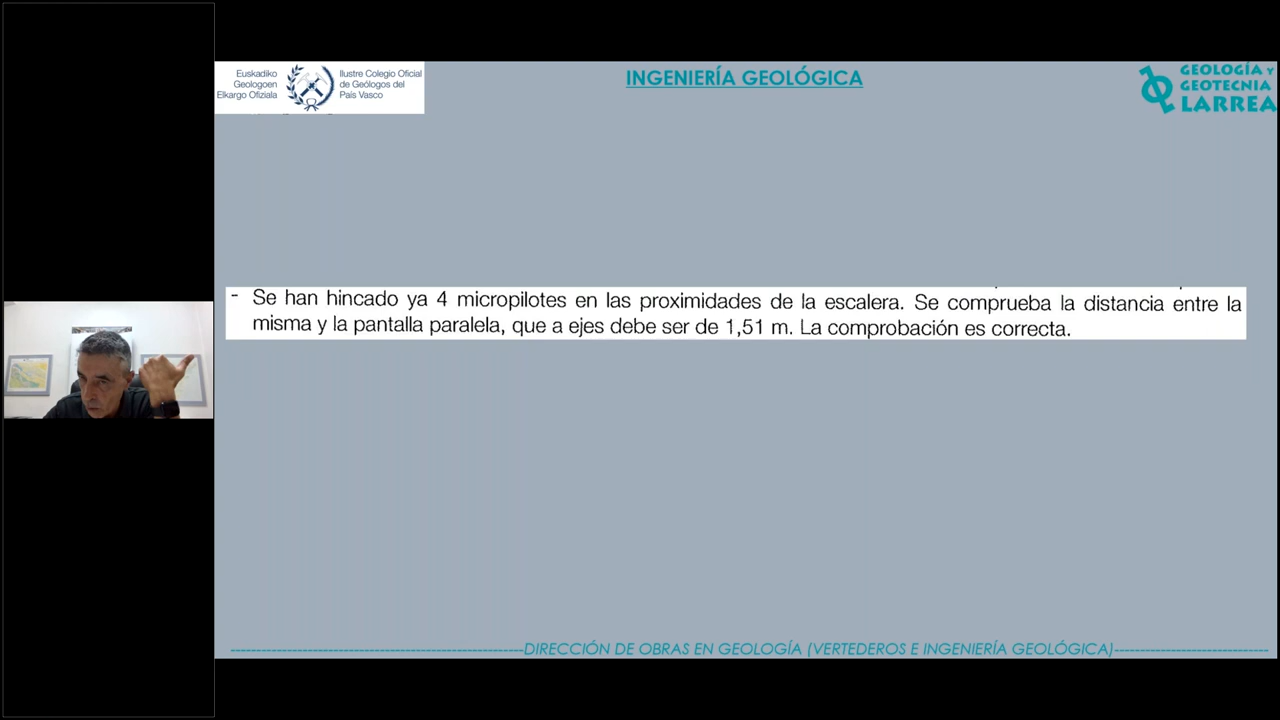 Euskadiko
Geologoen
Elkargo Ofiziala
Ilustre Colegio Oficial
de Geólogos del
País Vasco
INGENIERÍA GEOLÓGICA
GEOLOGÍA Y
GEOTECNIA
LARREA
- Se han hincado ya 4 micropilotes en las proximidades de la escalera. Se comprueba la distancia entre la
misma y la pantalla paralela, que a ejes debe ser de 1,51 m. La comprobación es correcta.
DIRECCIÓN DE OBRAS EN GEOLOGÍA (VERTEDEROS E INGENIERÍA GEOLÓGICA)